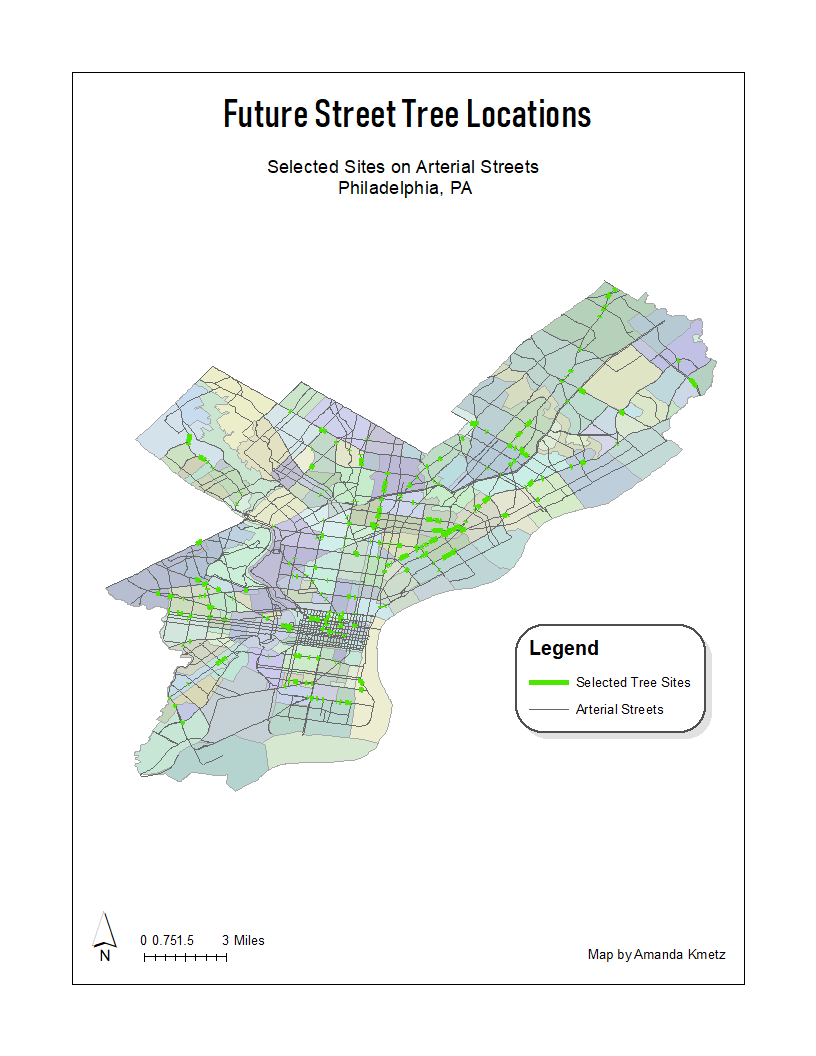 Future Street Tree Locations
Selected Sites on Arterial Streets
Philadelphia, PA
Legend
Selected Tree Sites
Arterial Streets
N
0 0.751.5 3 Miles
Map by Amanda Kmetz